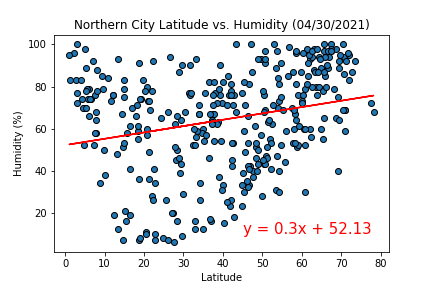 Northern City Latitude vs. Humidity (04/30/2021)
100
80
60
40
20
Humidity (%)
y = 0.3x + 52.13
0 10 20 30 40 50 60 70 80
Latitude